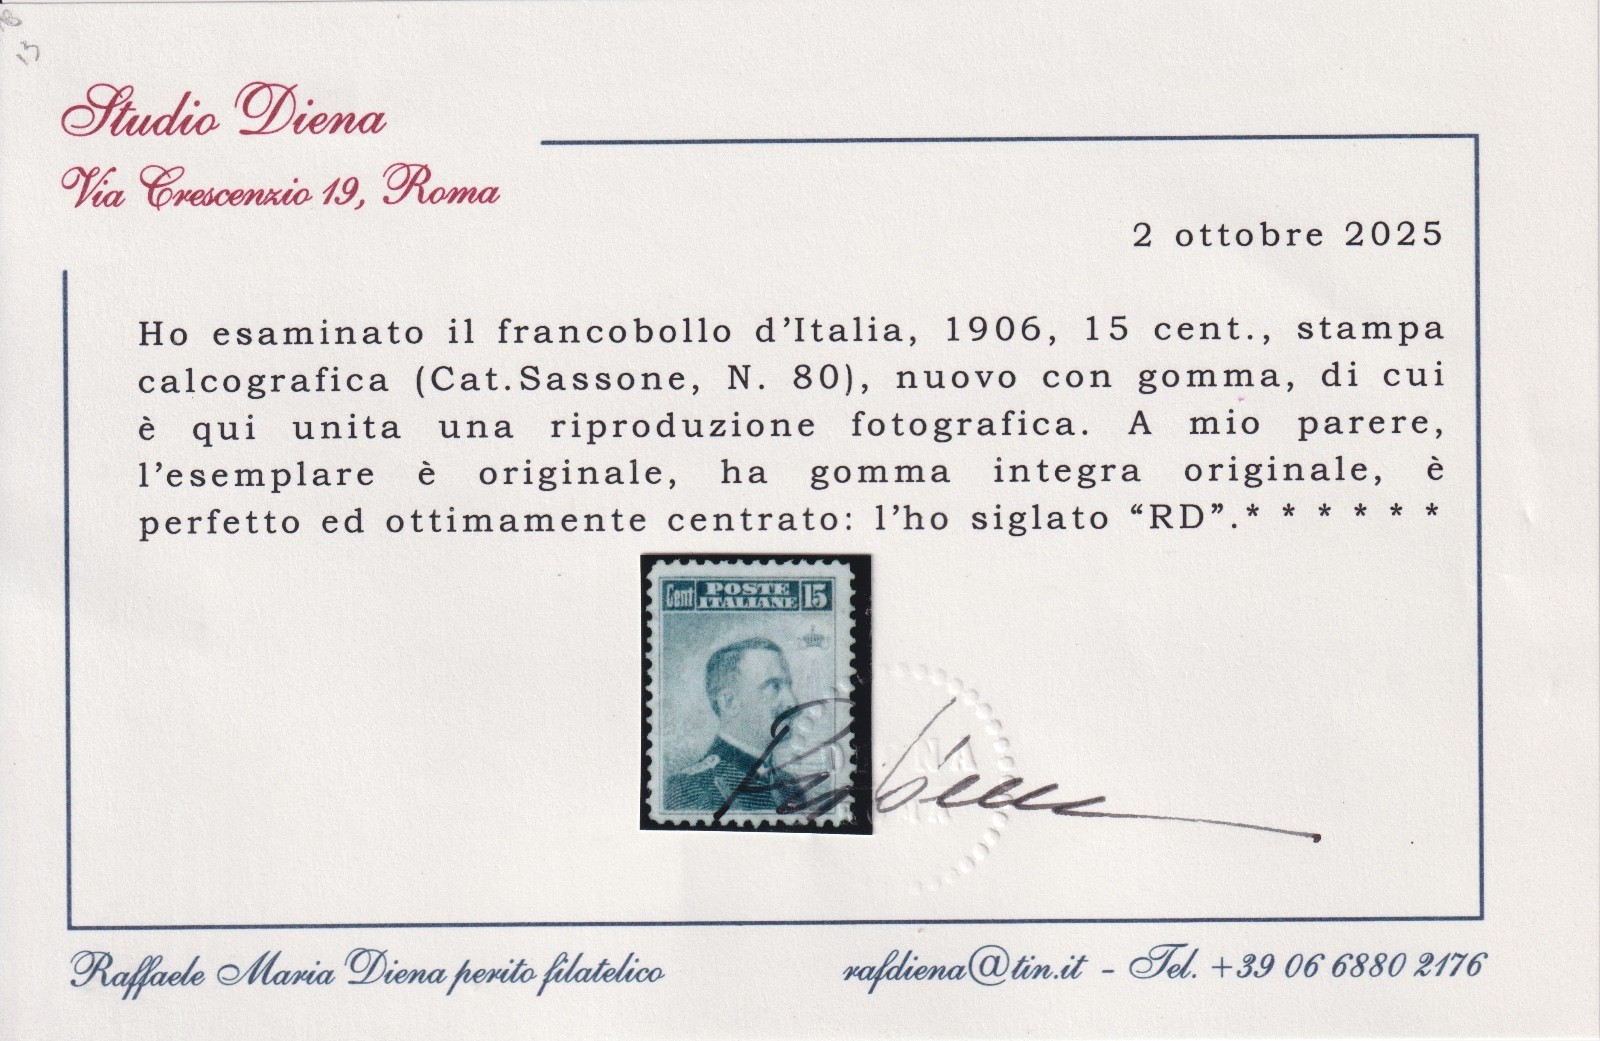 Studio Diena
Via Crescenzio 19, Roma
2 ottobre 2025
Ho esaminato il francobollo d'Italia, 1906, 15 cent., stampa
calcografica (Cat.Sassone, N. 80), nuovo con gomma, di cui
è qui unita una riproduzione fotografica. A mio parere,
l'esemplare è originale, ha gomma integra originale, è
perfetto ed ottimamente centrato: l'ho siglato "RD".* * * * * *
Cent POSTE 15
ITALIANE
Raffaele Maria Diena perito filatelico
rafdiena@tin.it - Tel. +39 06 6880 2176